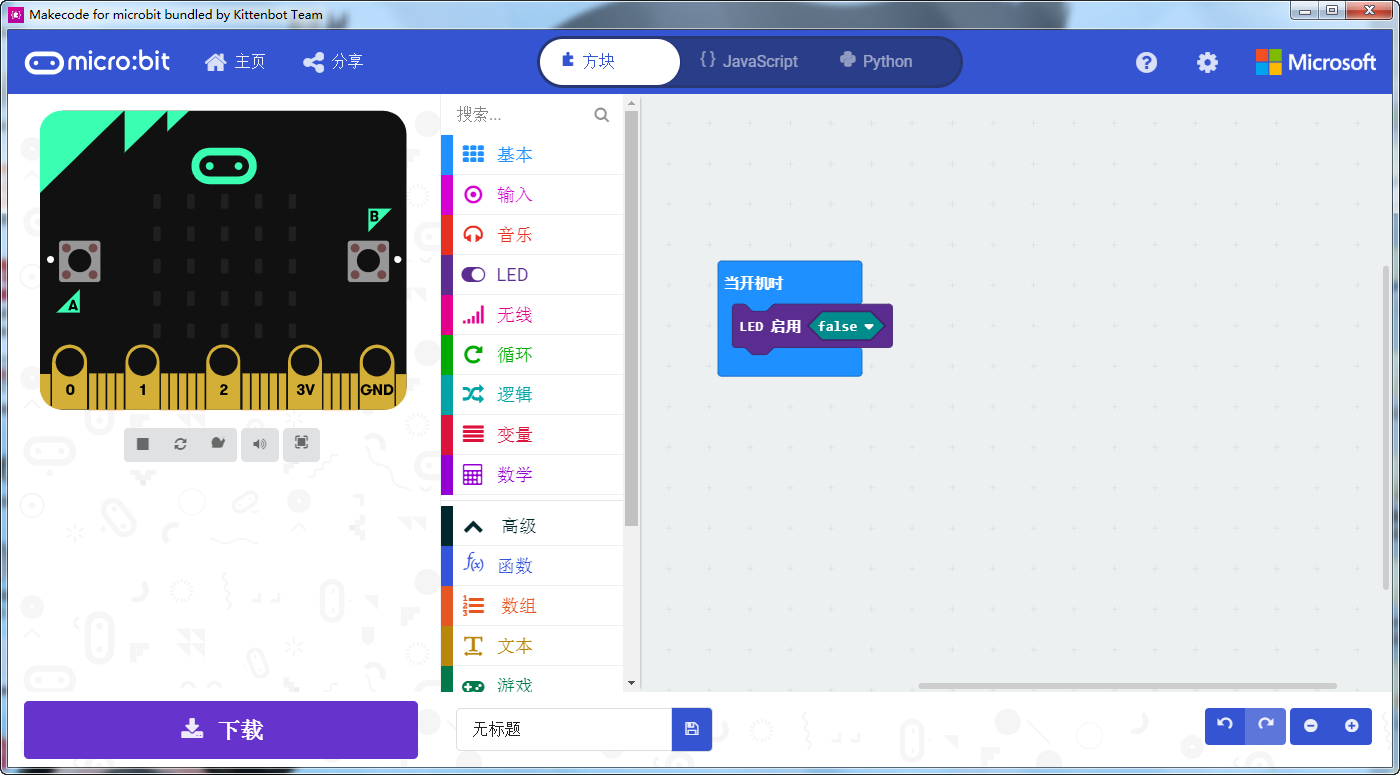 Makecode for microbit bundled by Kittenbot Team
micro:bit 主页 分享 方块 {} JavaScript Python ? Microsoft
搜索...
基本
输入
音乐
LED
无线
循环
逻辑
变量
数学
高级
f(x) 函数
数组
文本
游戏
B
A
0 1 2 3V GND
当开机时
LED 启用 false
下载
无标题